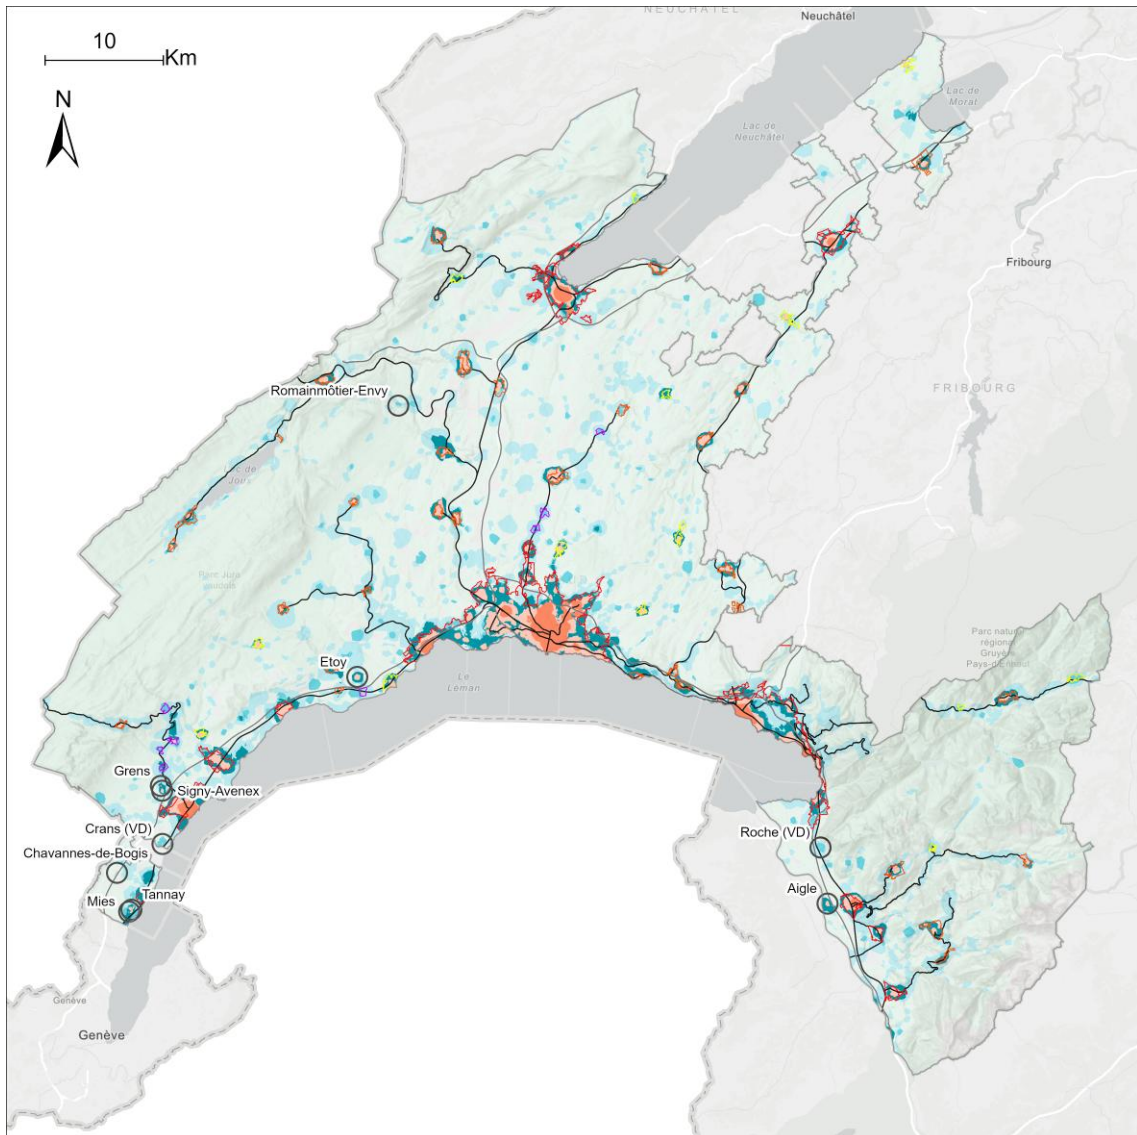 NEUCHÂTEL
Neuchâtel
10
Km
N
Lac de
Morat
Lac de
Neuchâtel
Fribourg
FRIBOURG
Romainmôtier-Envy
Lac de
Joux
Parc Jura
vaudois
Parc naturel
régional
Gruyère
Pays-d'Enhaut
Etoy
Le
Léman
Grens
Signy-Avenex
Crans (VD)
Roche (VD)
Chavannes-de-Bogis
Aigle
Tannay
Mies
Genève
Genève